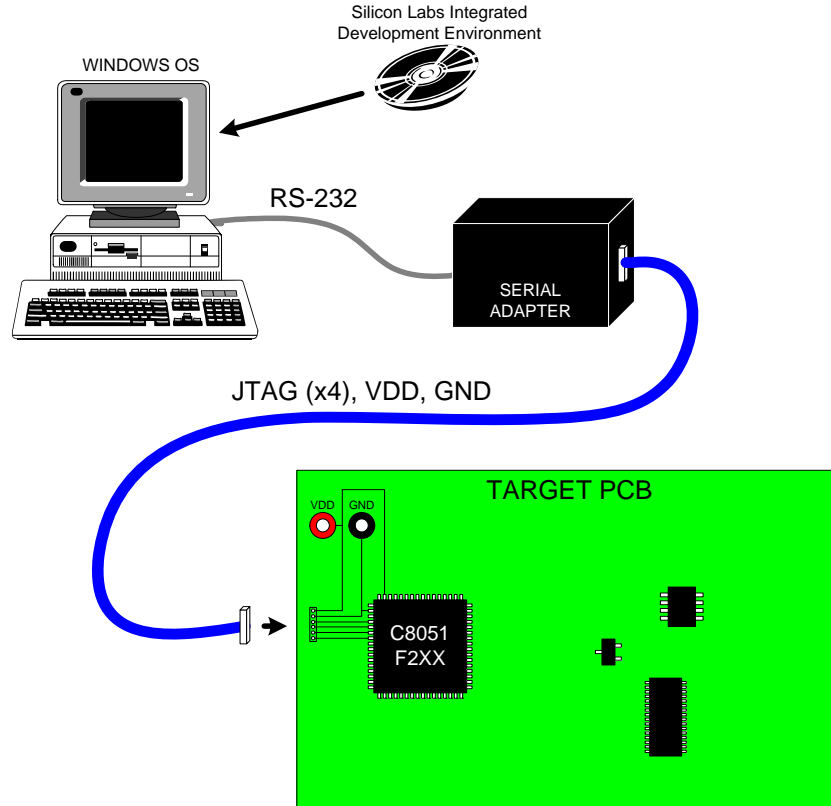 Silicon Labs Integrated
Development Environment
WINDOWS OS
RS-232
SERIAL
ADAPTER
JTAG (x4), VDD, GND
TARGET PCB
VDD
GND
C8051
F2XX